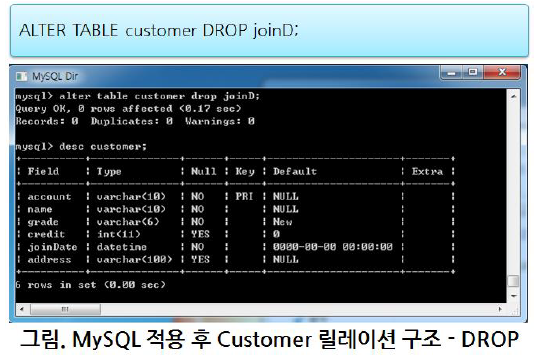 ALTER TABLE customer DROP joinD;
MySQL Dir
mysql> alter table customer drop joinD;
Query OK, 0 rows affected (0.17 sec)
Records: 0  Duplicates: 0  Warnings: 0
mysql> desc customer;
+----------+--------------+------+-----+---------------------+-------+
| Field    | Type         | Null | Key | Default             | Extra |
+----------+--------------+------+-----+---------------------+-------+
| account  | varchar(10)  | NO   | PRI | NULL                |       |
| name     | varchar(10)  | NO   |     | NULL                |       |
| grade    | varchar(6)   | NO   |     | New                 |       |
| credit   | int(11)      | YES  |     | 0                   |       |
| joinDate | datetime     | NO   |     | 0000-00-00 00:00:00 |       |
| address  | varchar(100) | YES  |     | NULL                |       |
+----------+--------------+------+-----+---------------------+-------+
6 rows in set (0.00 sec)
그림. MySQL 적용 후 Customer 릴레이션 구조 - DROP